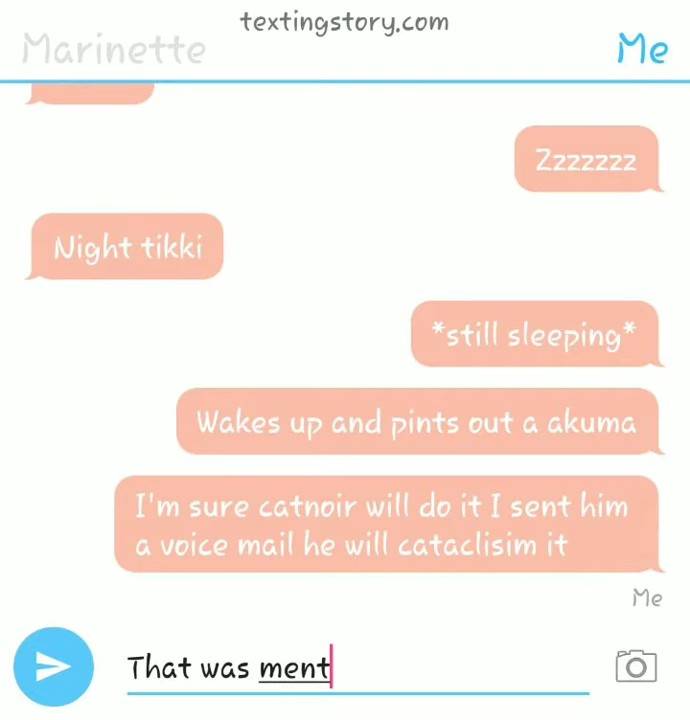 textingstory.com
Marinette
Me
Zzzzzzz
Night tikki
*still sleeping*
Wakes up and pints out a akuma
I'm sure catnoir will do it I sent him
a voice mail he will cataclisim it
Me
That was ment